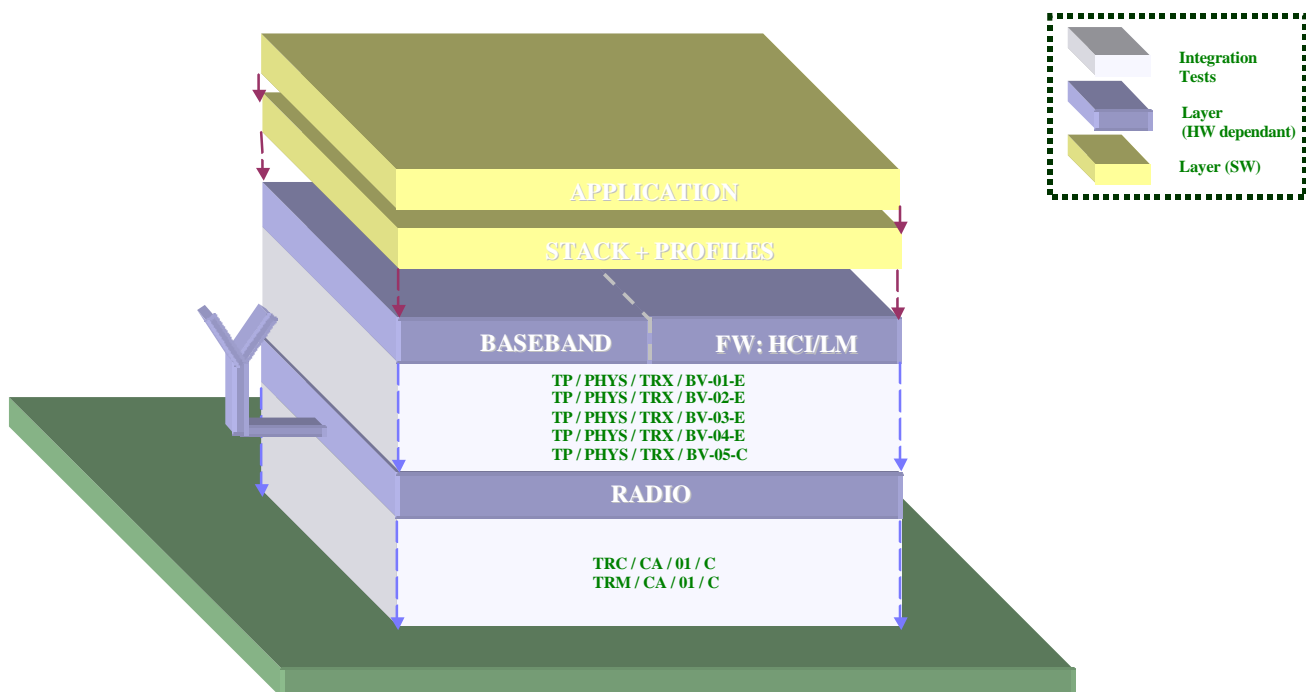 Integration
Tests
Layer
(HW dependant)
Layer (SW)
APPLICATION
STACK + PROFILES
BASEBAND
FW: HCI/LM
TP / PHYS / TRX / BV-01-E
TP / PHYS / TRX / BV-02-E
TP / PHYS / TRX / BV-03-E
TP / PHYS / TRX / BV-04-E
TP / PHYS / TRX / BV-05-C
RADIO
TRC / CA / 01 / C
TRM / CA / 01 / C